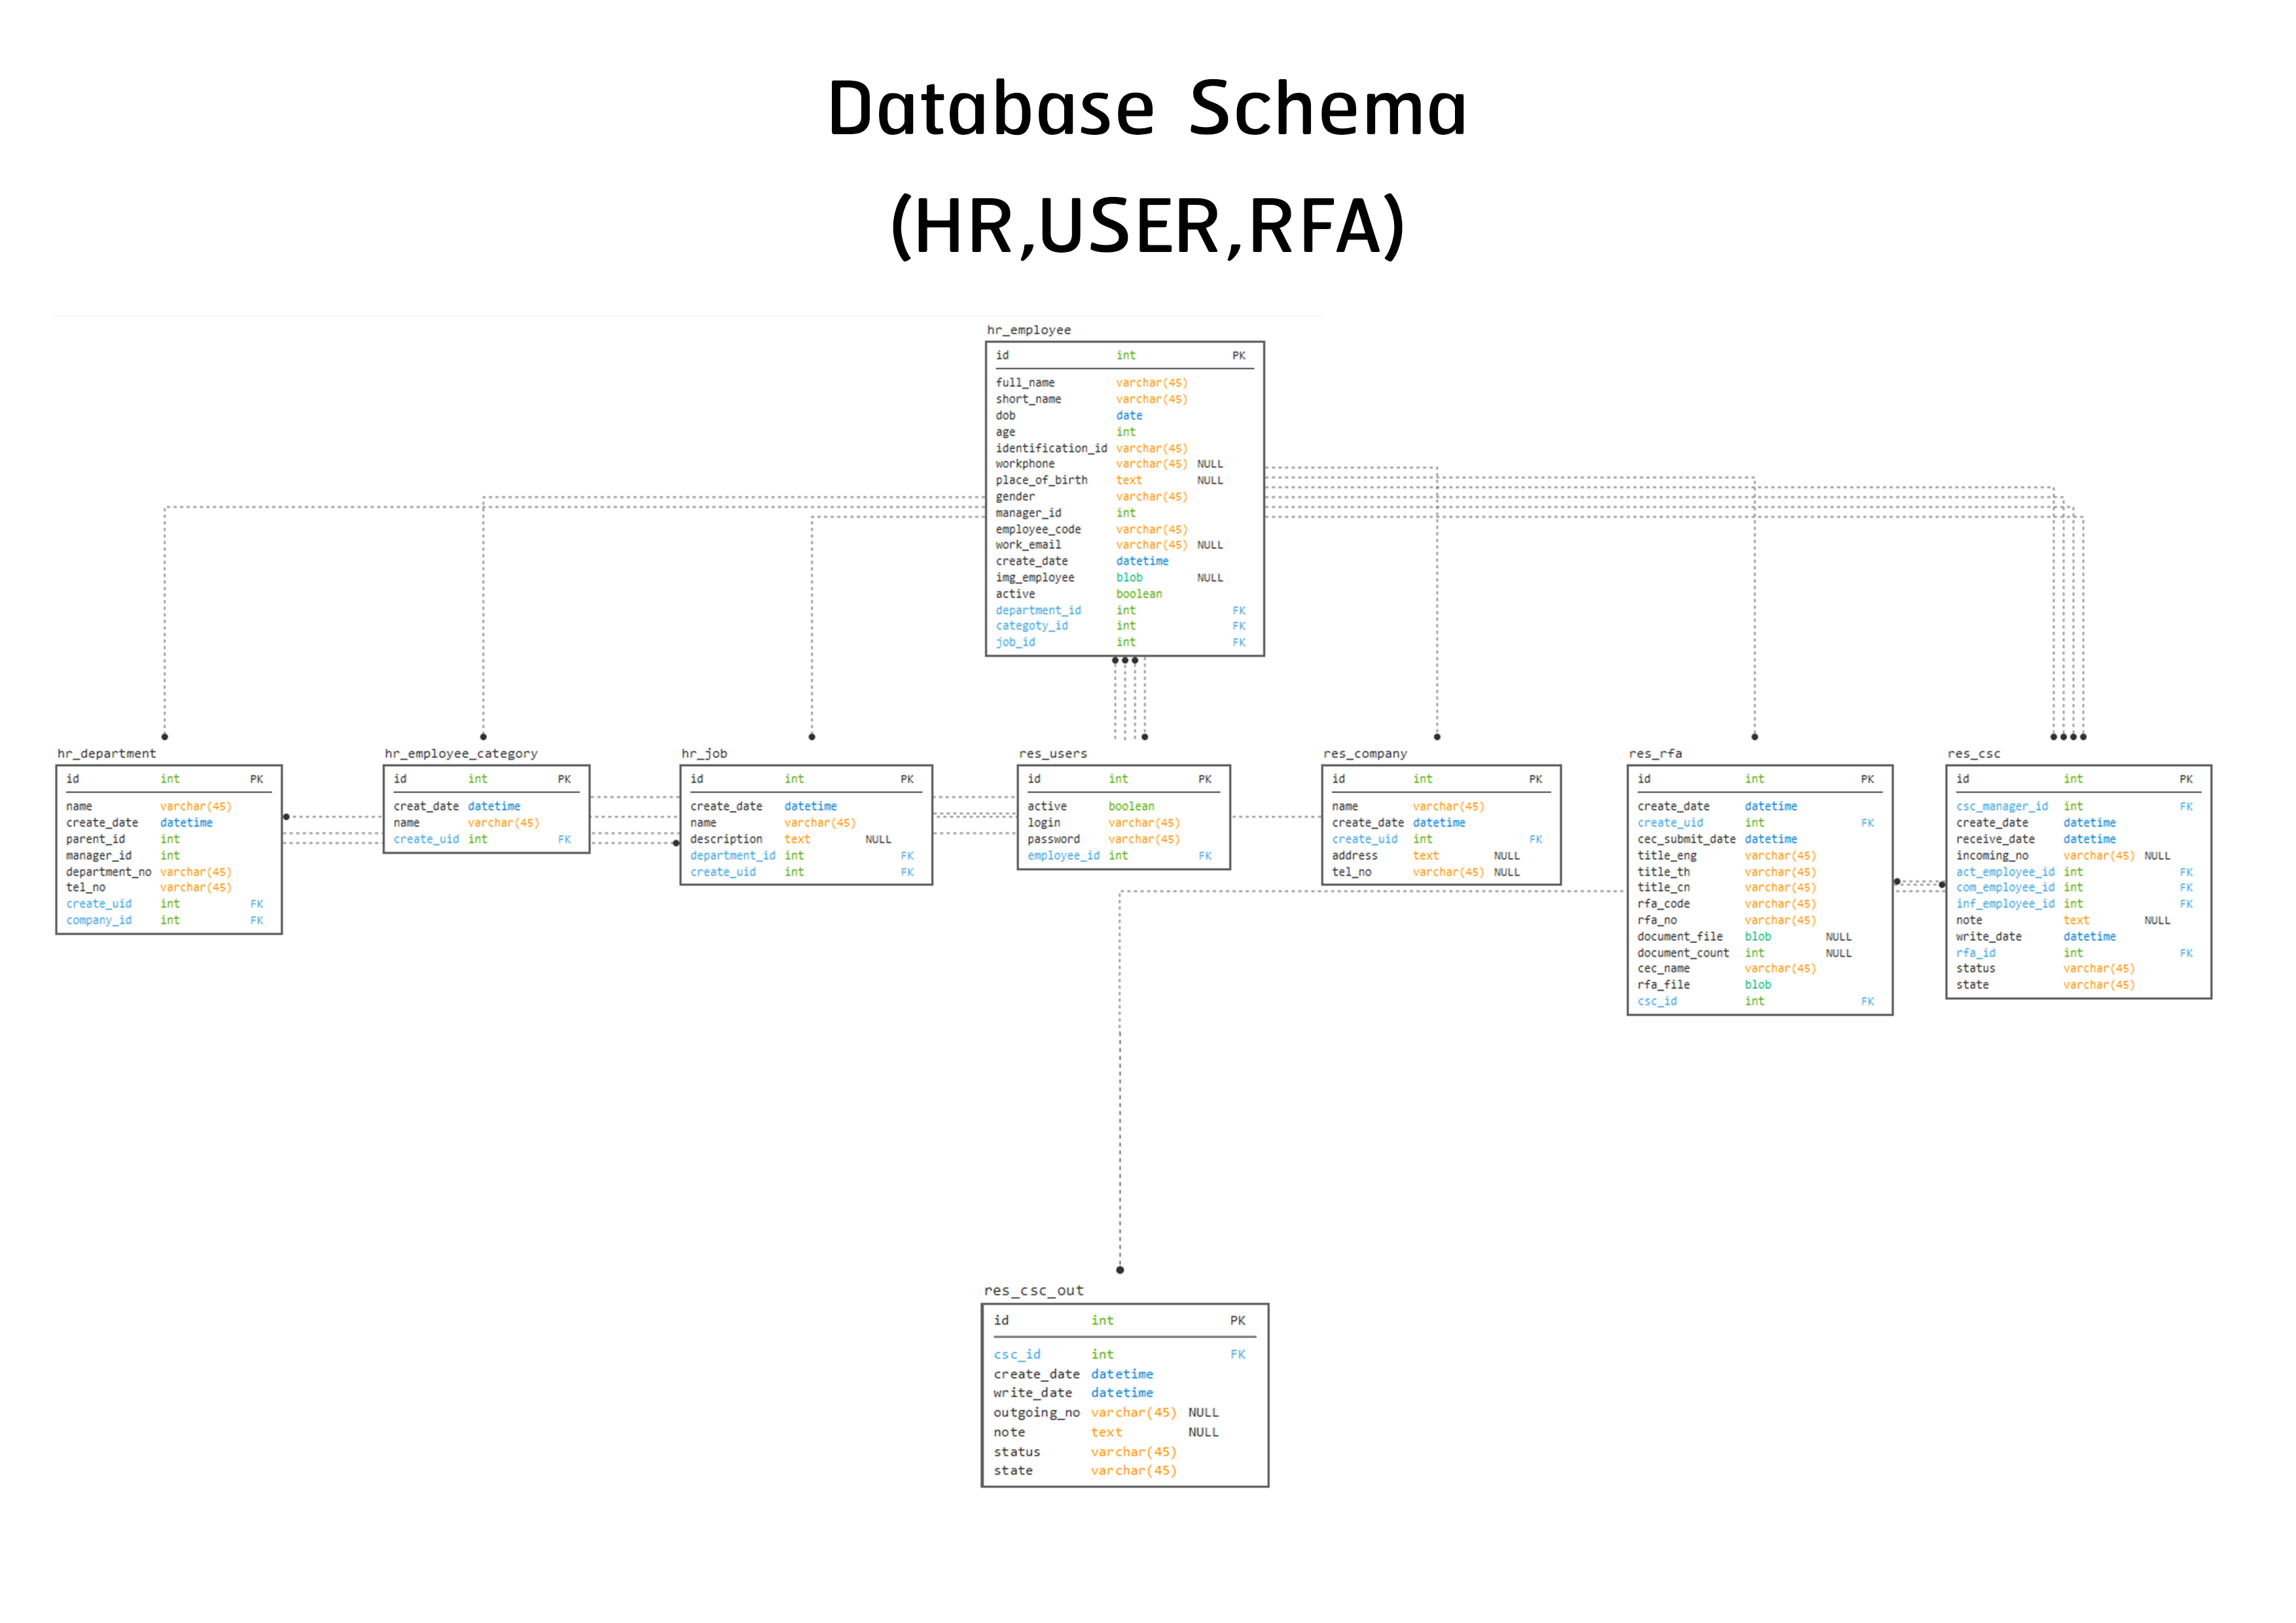 Database Schema
(HR,USER,RFA)
hr_employee
id int PK
full_name varchar(45)
short_name varchar(45)
dob date
age int
identification_id varchar(45)
workphone varchar(45) NULL
place_of_birth text NULL
gender varchar(45)
manager_id int
employee_code varchar(45)
work_email varchar(45) NULL
create_date datetime
img_employee blob NULL
active boolean
department_id int FK
categoty_id int FK
job_id int FK
hr_department
id int PK
name varchar(45)
create_date datetime
parent_id int
manager_id int
department_no varchar(45)
tel_no varchar(45)
create_uid int FK
company_id int FK
hr_employee_category
id int PK
creat_date datetime
name varchar(45)
create_uid int FK
hr_job
id int PK
create_date datetime
name varchar(45)
description text NULL
department_id int FK
create_uid int FK
res_users
id int PK
active boolean
login varchar(45)
password varchar(45)
employee_id int FK
res_company
id int PK
name varchar(45)
create_date datetime
create_uid int FK
address text NULL
tel_no varchar(45) NULL
res_rfa
id int PK
create_date datetime
create_uid int FK
cec_submit_date datetime
title_eng varchar(45)
title_th varchar(45)
title_cn varchar(45)
rfa_code varchar(45)
rfa_no varchar(45)
document_file blob NULL
document_count int NULL
cec_name varchar(45)
rfa_file blob
csc_id int FK
res_csc
id int PK
csc_manager_id int FK
create_date datetime
receive_date datetime
incoming_no varchar(45) NULL
act_employee_id int FK
com_employee_id int FK
inf_employee_id int FK
note text NULL
write_date datetime
rfa_id int FK
status varchar(45)
state varchar(45)
res_csc_out
id int PK
csc_id int FK
create_date datetime
write_date datetime
outgoing_no varchar(45) NULL
note text NULL
status varchar(45)
state varchar(45)